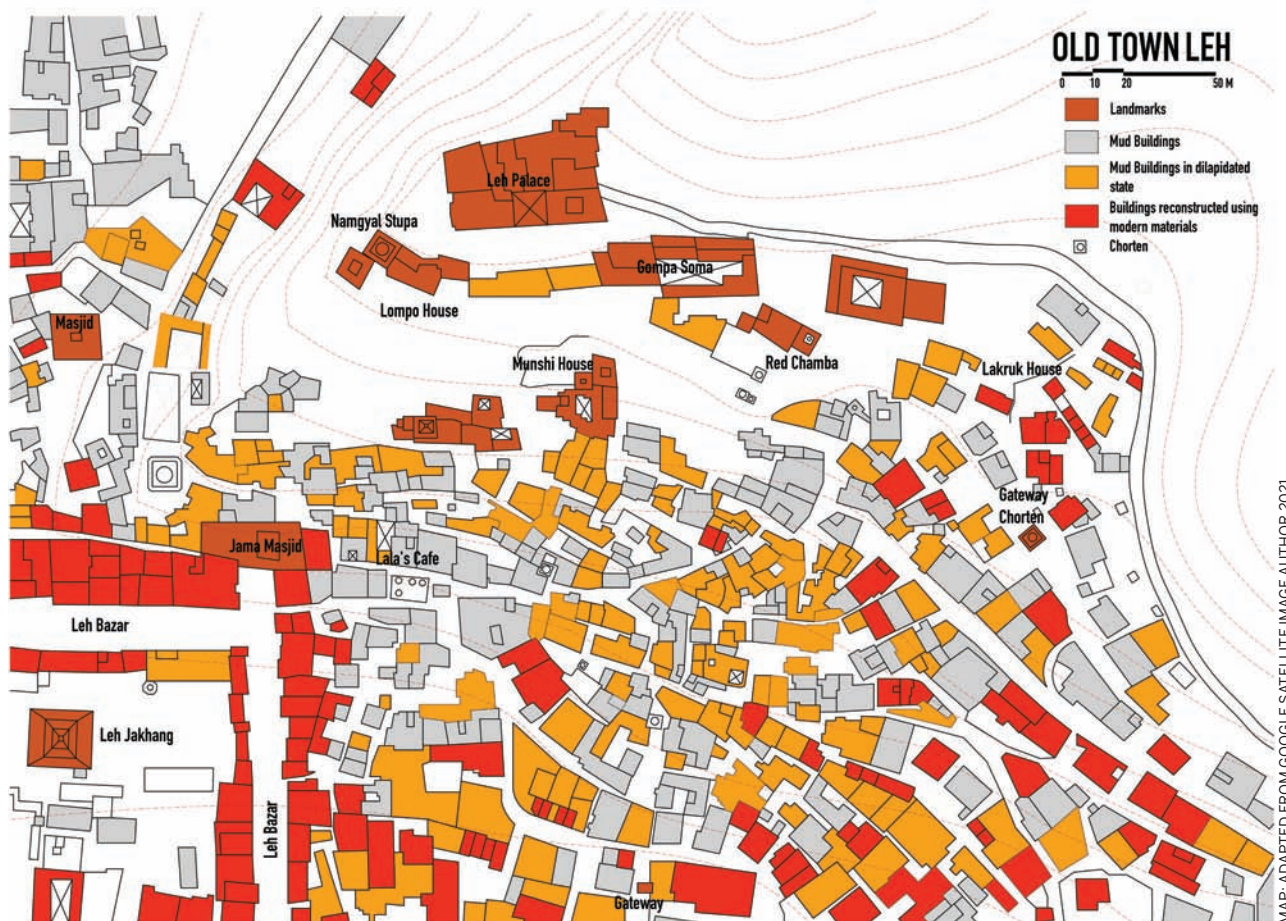 OLD TOWN LEH
0 10 20 50 M
Landmarks
Mud Buildings
Mud Buildings in dilapidated
state
Buildings reconstructed using
modern materials
Chorten
Leh Palace
Namgyal Stupa
Gompa Soma
Lompo House
Masjid
Munshi House
Red Chamba
Lakruk House
Gateway
Chorten
Jama Masjid
Lala's Cafe
Leh Bazar
Leh Jakhang
Leh Bazar
Gateway
MAP: ADAPTED FROM GOOGLE SATELLITE IMAGE AUTHOR 2021